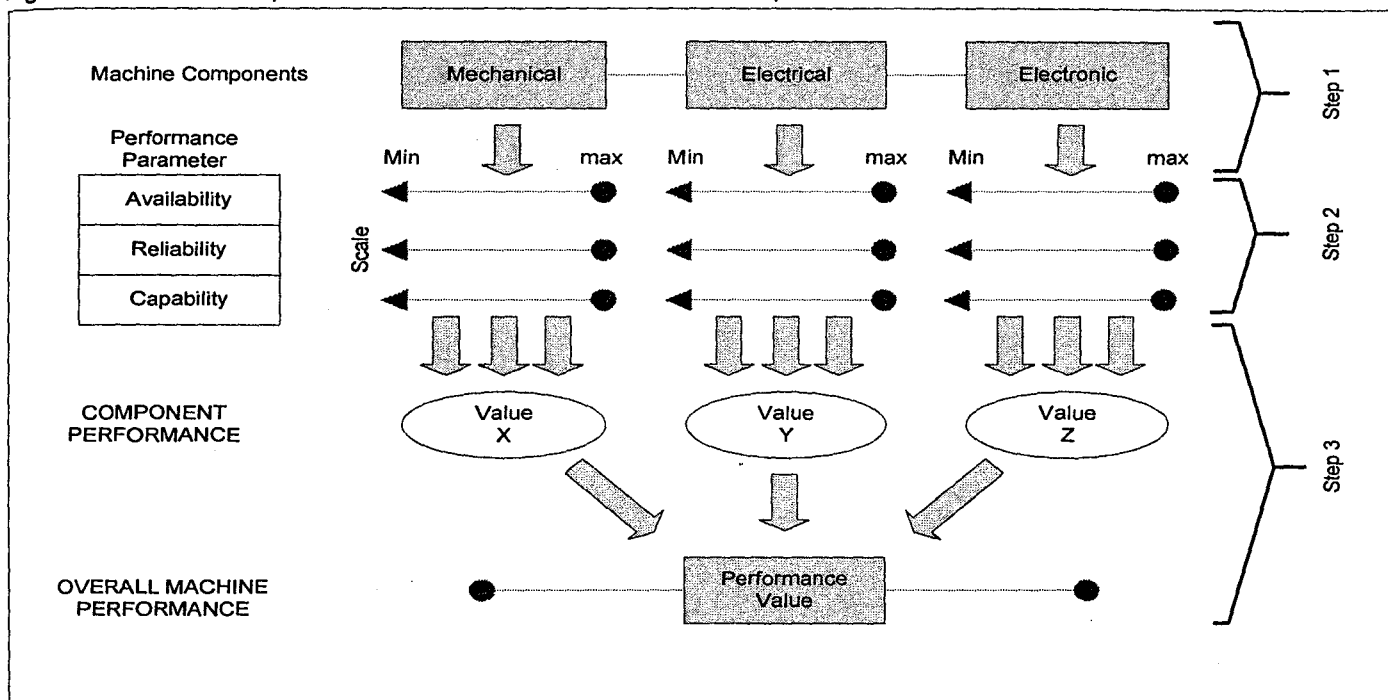 Machine Components
Mechanical
Electrical
Electronic
Step 1
Performance
Parameter
Min
max
Min
max
Min
max
Availability
Reliability
Capability
Scale
Step 2
COMPONENT
PERFORMANCE
Value
X
Value
Y
Value
Z
Step 3
OVERALL MACHINE
PERFORMANCE
Performance
Value